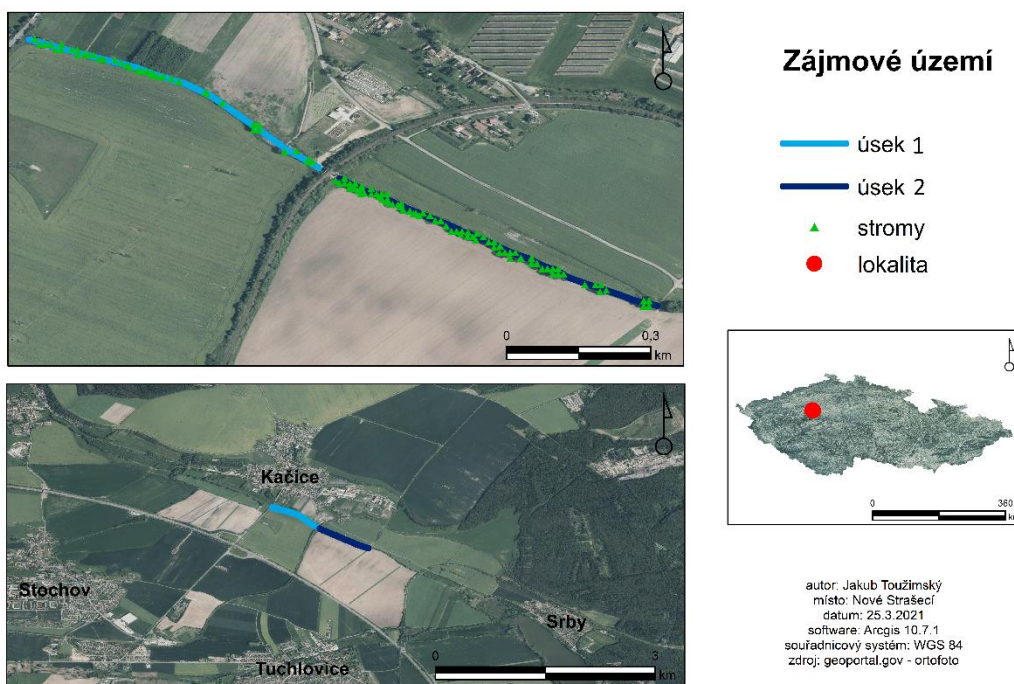 Zájmové území
úsek 1
úsek 2
stromy
lokalita
0 0,3
km
Kačice
Stochov
Srby
Tuchlovice
0 3
km
0 360
km
autor: Jakub Toužimský
místo: Nové Strašecí
datum: 25.3.2021
software: Arcgis 10.7.1
souřadnicový systém: WGS 84
zdroj: geoportal.gov - ortofoto